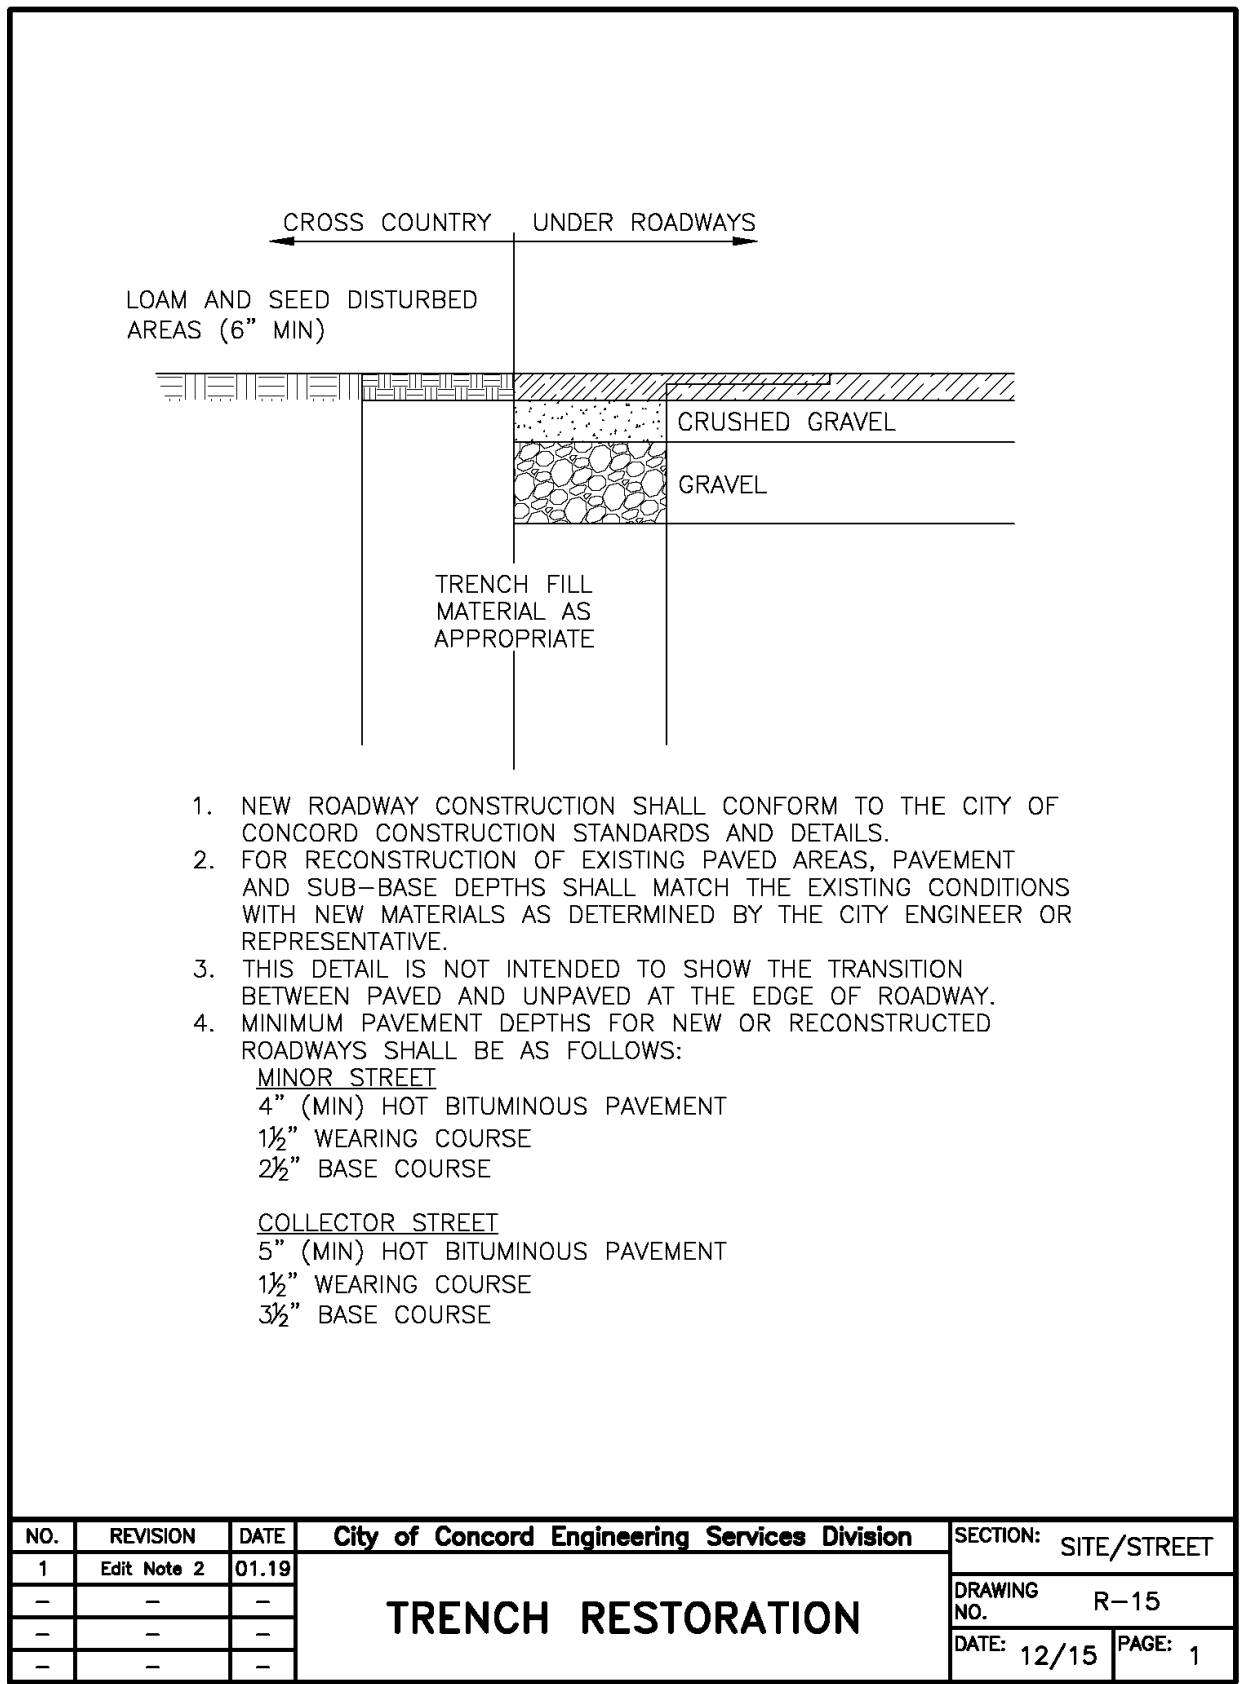 CROSS COUNTRY UNDER ROADWAYS
LOAM AND SEED DISTURBED
AREAS (6" MIN)
CRUSHED GRAVEL
GRAVEL
TRENCH FILL
MATERIAL AS
APPROPRIATE
1. NEW ROADWAY CONSTRUCTION SHALL CONFORM TO THE CITY OF
CONCORD CONSTRUCTION STANDARDS AND DETAILS.
2. FOR RECONSTRUCTION OF EXISTING PAVED AREAS, PAVEMENT
AND SUB-BASE DEPTHS SHALL MATCH THE EXISTING CONDITIONS
WITH NEW MATERIALS AS DETERMINED BY THE CITY ENGINEER OR
REPRESENTATIVE.
3. THIS DETAIL IS NOT INTENDED TO SHOW THE TRANSITION
BETWEEN PAVED AND UNPAVED AT THE EDGE OF ROADWAY.
4. MINIMUM PAVEMENT DEPTHS FOR NEW OR RECONSTRUCTED
ROADWAYS SHALL BE AS FOLLOWS:
MINOR STREET
4" (MIN) HOT BITUMINOUS PAVEMENT
1½" WEARING COURSE
2½" BASE COURSE
COLLECTOR STREET
5" (MIN) HOT BITUMINOUS PAVEMENT
1½" WEARING COURSE
3½" BASE COURSE
NO. REVISION DATE
1 Edit Note 2 01.19
– – –
– – –
– – –
City of Concord Engineering Services Division
TRENCH RESTORATION
SECTION: SITE/STREET
DRAWING NO. R-15
DATE: 12/15 PAGE: 1